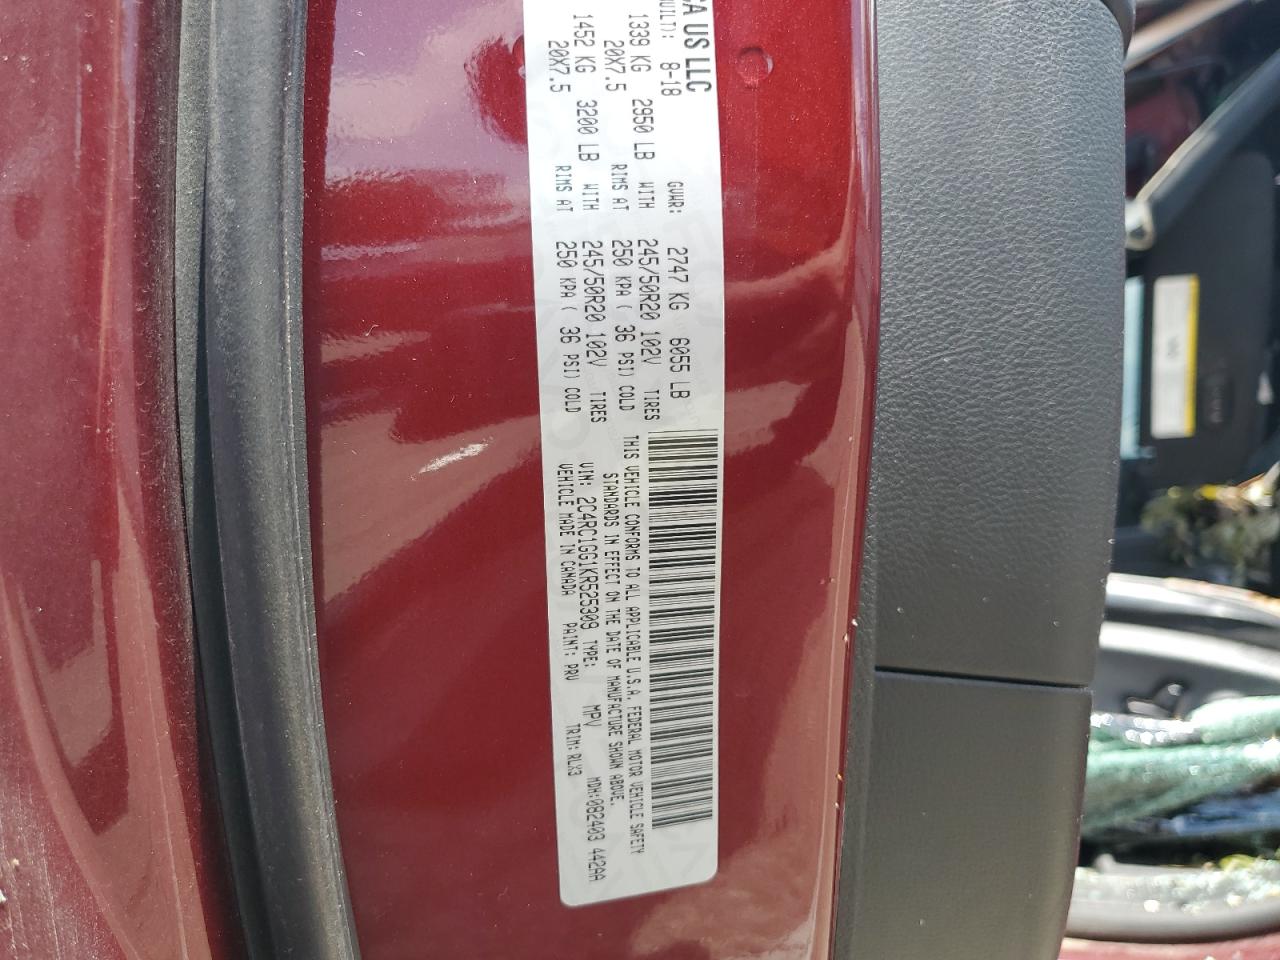 CA US LLC
UILT): 8-18 GVWR: 2747 KG 6055 LB
1339 KG 2950 LB WITH 245/50R20 102V TIRES
20X7.5 RIMS AT 250 KPA ( 36 PSI) COLD
1452 KG 3200 LB WITH 245/50R20 102V TIRES
20X7.5 RIMS AT 250 KPA ( 36 PSI) COLD
THIS VEHICLE CONFORMS TO ALL APPLICABLE U.S.A. FEDERAL MOTOR VEHICLE SAFETY
STANDARDS IN EFFECT ON THE DATE OF MANUFACTURE SHOWN ABOVE.
VIN: 2C4RC1GG1KR525309 TYPE: MPV MDH:082403 442AA
VEHICLE MADE IN CANADA PAINT: PRV TRIM:RLX3